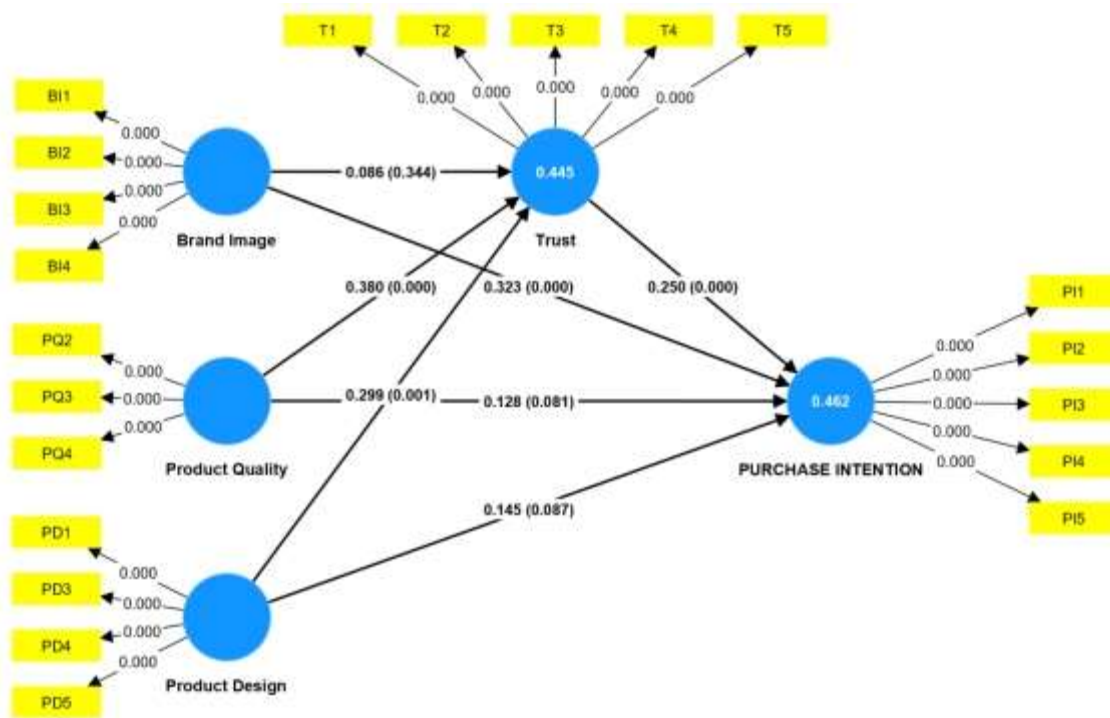 T1
T2
T3
T4
T5
0.000
0.000
0.000
0.000
0.000
BI1
BI2
BI3
BI4
0.000
0.000
0.000
0.000
Brand Image
0.086 (0.344)
0.445
Trust
0.380 (0.000)
0.323 (0.000)
0.250 (0.000)
PQ2
PQ3
PQ4
0.000
0.000
0.000
Product Quality
0.299 (0.001)
0.128 (0.081)
0.462
PURCHASE INTENTION
PI1
PI2
PI3
PI4
PI5
0.000
0.000
0.000
0.000
0.000
0.145 (0.087)
PD1
PD3
PD4
PD5
0.000
0.000
0.000
0.000
Product Design